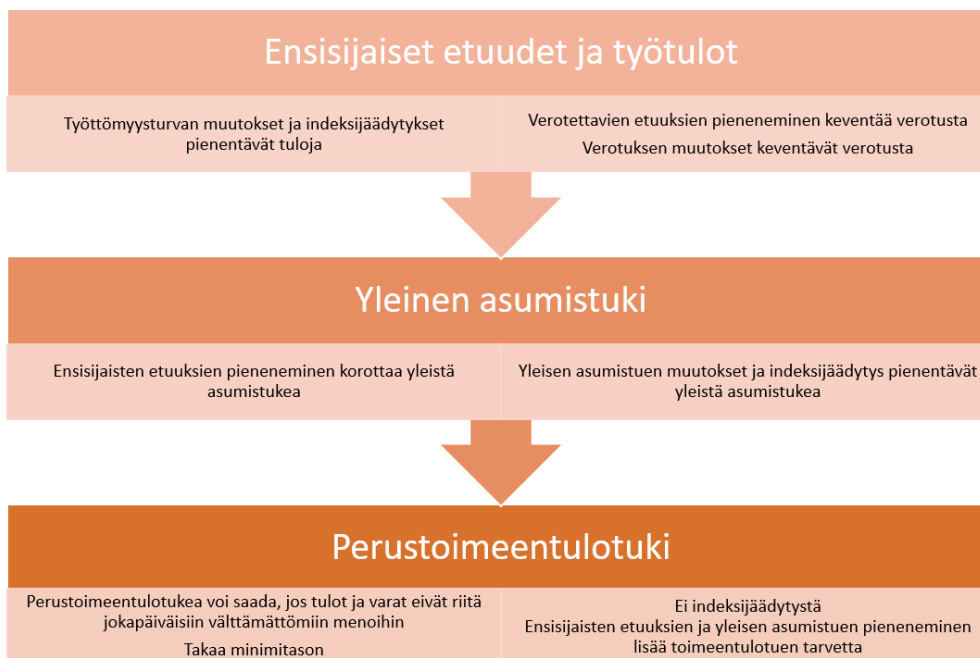 Ensisijaiset etuudet ja työtulot
Työttömyysturvan muutokset ja indeksijäädytykset
pienentävät tuloja
Verotettavien etuuksien pieneneminen keventää verotusta
Verotuksen muutokset keventävät verotusta
Yleinen asumistuki
Ensisijaisten etuuksien pieneneminen korottaa yleistä
asumistukea
Yleisen asumistuen muutokset ja indeksijäädytys pienentävät
yleistä asumistukea
Perustoimeentulotuki
Perustoimeentulotukea voi saada, jos tulot ja varat eivät riitä
jokapäiväisiin välttämättömiin menoihin
Takaa minimitason
Ei indeksijäädytystä
Ensisijaisten etuuksien ja yleisen asumistuen pieneneminen
lisää toimeentulotuen tarvetta